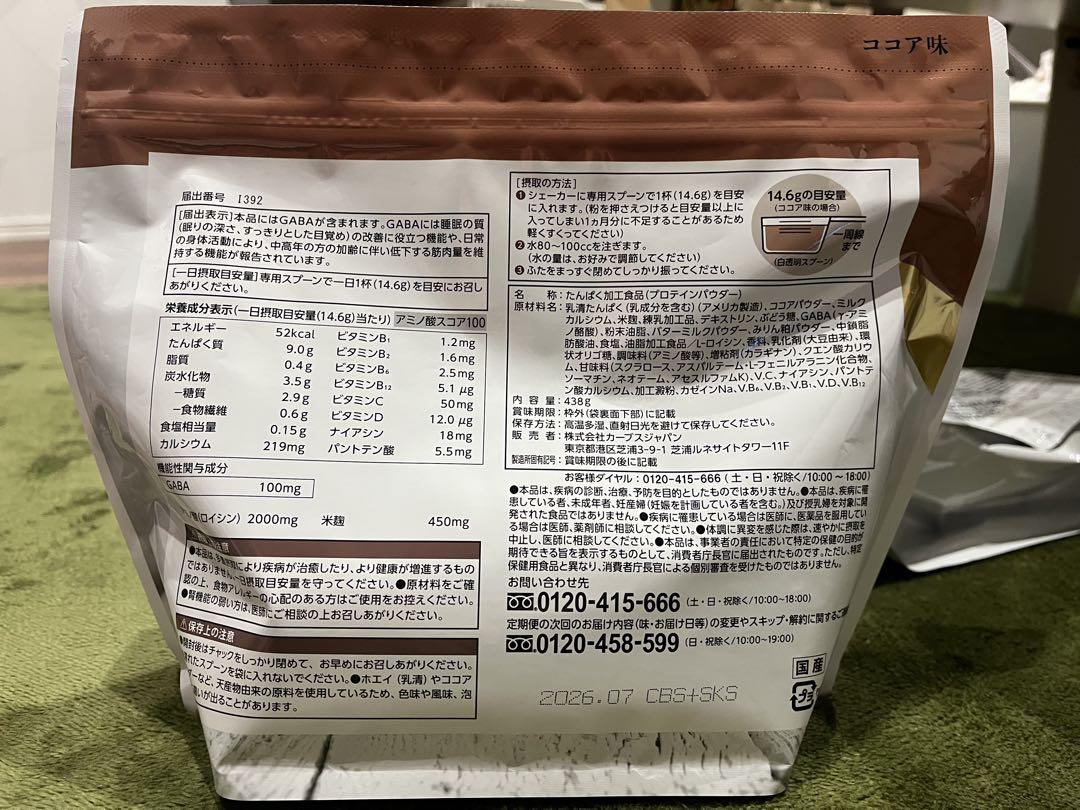 ココア味
届出番号 I392
[届出表示]本品にはGABAが含まれます。GABAには睡眠の質
(眠りの深さ、すっきりとした目覚め)の改善に役立つ機能や、日常
の身体活動により、中高年の方の加齢に伴い低下する筋肉量を維
持する機能が報告されています。
[一日摂取目安量]専用スプーンで一日1杯(14.6g)を目安にお召し
あがりください。
栄養成分表示(一日摂取目安量(14.6g)当たり) アミノ酸スコア100
エネルギー 52kcal ビタミンB1 1.2mg
たんぱく質 9.0g ビタミンB2 1.6mg
脂質 0.4g ビタミンB6 2.5mg
炭水化物 3.5g ビタミンB12 5.1μg
−糖質 2.9g ビタミンC 50mg
−食物繊維 0.6g ビタミンD 12.0μg
食塩相当量 0.15g ナイアシン 18mg
カルシウム 219mg パントテン酸 5.5mg
機能性関与成分
GABA 100mg
(ロイシン) 2000mg 米麹 450mg
●本品は、多量摂取により疾病が治癒したり、より健康が増進するもの
ではありません。一日摂取目安量を守ってください。●原材料をご確
認の上、食物アレルギーの心配のある方はご使用をお控えください。
●腎機能の弱い方は、医師にご相談の上お召しあがりください。
⚠保存上の注意
●開封後はチャックをしっかり閉めて、お早めにお召しあがりください。
れたスプーンを袋に入れないでください。●ホエイ(乳清)やココア
ーなど、天産物由来の原料を使用しているため、色味や風味、泡
いが出ることがあります。
[摂取の方法]
❶シェーカーに専用スプーンで1杯(14.6g)を目安
に入れます。(粉を押さえつけると目安量以上に
入ってしまい1ヵ月分に不足することがあるため
軽くすくってください)
❷水80〜100ccを注ぎます。
(水の量は、お好みで調節してください)
❸ふたをまっすぐ閉めてしっかり振ってください。
14.6gの目安量
(ココア味の場合)
周線
まで
(白透明スプーン)
名 称:たんぱく加工食品(プロテインパウダー)
原材料名:乳清たんぱく(乳成分を含む)(アメリカ製造)、ココアパウダー、ミルク
カルシウム、米麹、練乳加工品、デキストリン、ぶどう糖、GABA(γ-アミ
ノ酪酸)、粉末油脂、バターミルクパウダー、みりん粕パウダー、中鎖脂
肪酸油、食塩、油脂加工食品/L-ロイシン、香料、乳化剤(大豆由来)、環
状オリゴ糖、調味料(アミノ酸等)、増粘剤(カラギナン)、クエン酸カリウ
ム、甘味料(スクラロース、アスパルテーム・L-フェニルアラニン化合物、
ソーマチン、ネオテーム、アセスルファムK)、V.C、ナイアシン、パントテ
ン酸カルシウム、加工澱粉、カゼインNa、V.B6、V.B2、V.B1、V.D、V.B12
内 容 量:438g
賞味期限:枠外(袋裏面下部)に記載
保存方法:高温多湿、直射日光を避けて保存してください。
販 売 者:株式会社カーブスジャパン
東京都港区芝浦3-9-1 芝浦ルネサイトタワー11F
製造所固有記号:賞味期限の後に記載
お客様ダイヤル:0120-415-666(土・日・祝除く/10:00〜18:00)
●本品は、疾病の診断、治療、予防を目的としたものではありません。●本品は、疾病に罹
患している者、未成年者、妊産婦(妊娠を計画している者を含む。)及び授乳婦を対象に開
発された食品ではありません。●疾病に罹患している場合は医師に、医薬品を服用してい
る場合は医師、薬剤師に相談してください。●体調に異変を感じた際は、速やかに摂取を
中止し、医師に相談してください。●本品は、事業者の責任において特定の保健の目的が
期待できる旨を表示するものとして、消費者庁長官に届出されたものです。ただし、特定
保健用食品と異なり、消費者庁長官による個別審査を受けたものではありません。
お問い合わせ先
0120-415-666(土・日・祝除く/10:00〜18:00)
定期便の次回のお届け内容(味・お届け日等)の変更やスキップ・解約に関するご
0120-458-599(日・祝除く/10:00〜19:00)
国産
プラ
2026.07 CBS+SKS